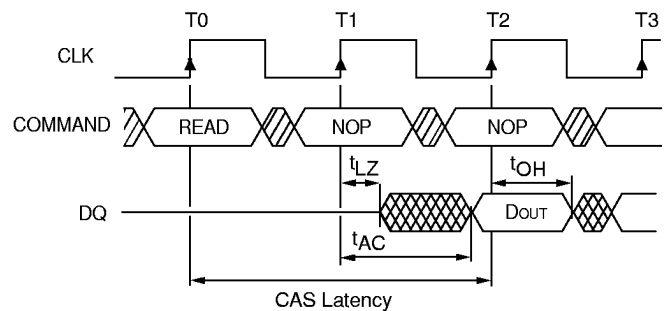 T0 T1 T2 T3
CLK
COMMAND READ NOP NOP
tLZ tOH
DQ DOUT
tAC
CAS Latency